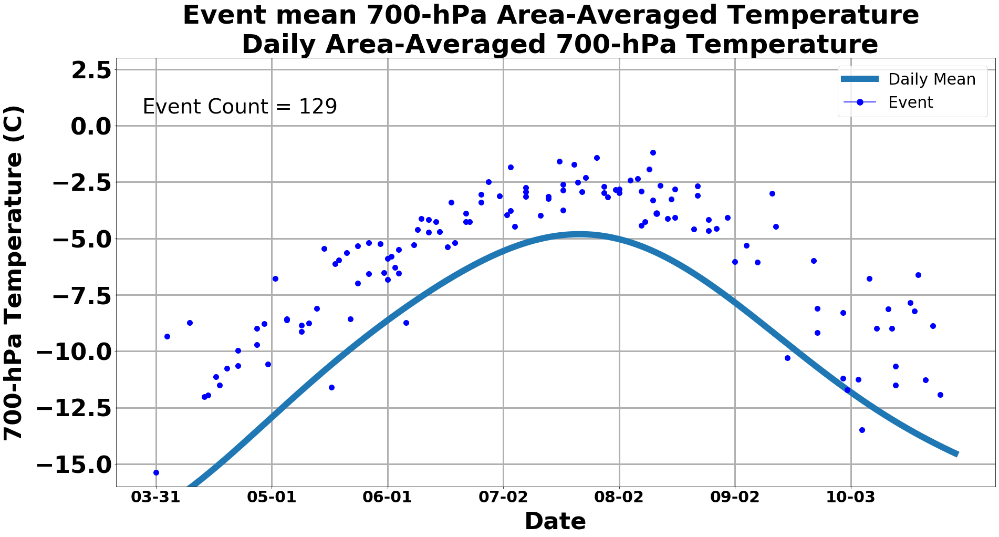 Event mean 700-hPa Area-Averaged Temperature
Daily Area-Averaged 700-hPa Temperature
Event Count = 129
Daily Mean
Event
700-hPa Temperature (C)
2.5
0.0
−2.5
−5.0
−7.5
−10.0
−12.5
−15.0
03-31
05-01
06-01
07-02
08-02
09-02
10-03
Date